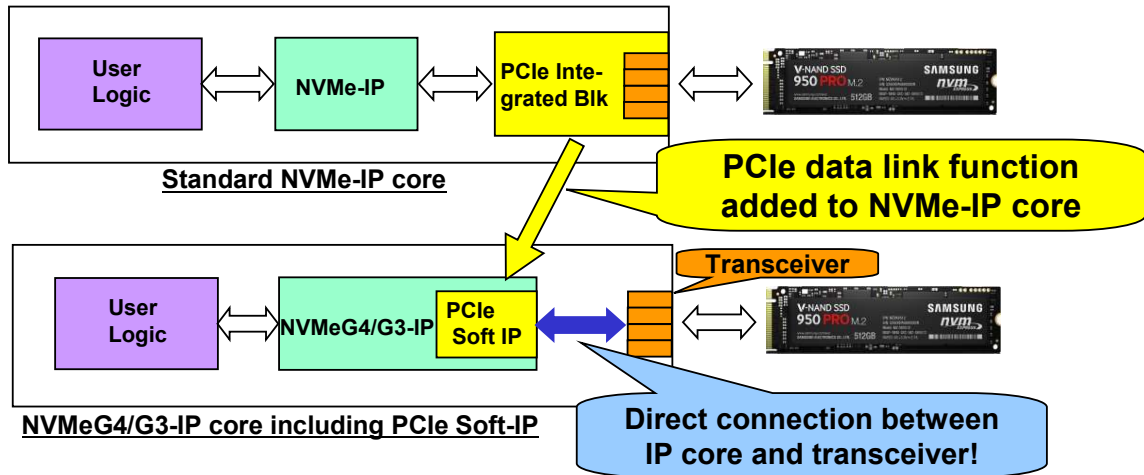 User
Logic
NVMe-IP
PCIe Inte-
grated Blk
V-NAND SSD
950 PRO M.2
SAMSUNG
nvm
EXPRESS
512GB
Standard NVMe-IP core
PCIe data link function
added to NVMe-IP core
Transceiver
User
Logic
NVMeG4/G3-IP
PCIe
Soft IP
V-NAND SSD
950 PRO M.2
SAMSUNG
nvm
EXPRESS
512GB
NVMeG4/G3-IP core including PCIe Soft-IP
Direct connection between
IP core and transceiver!